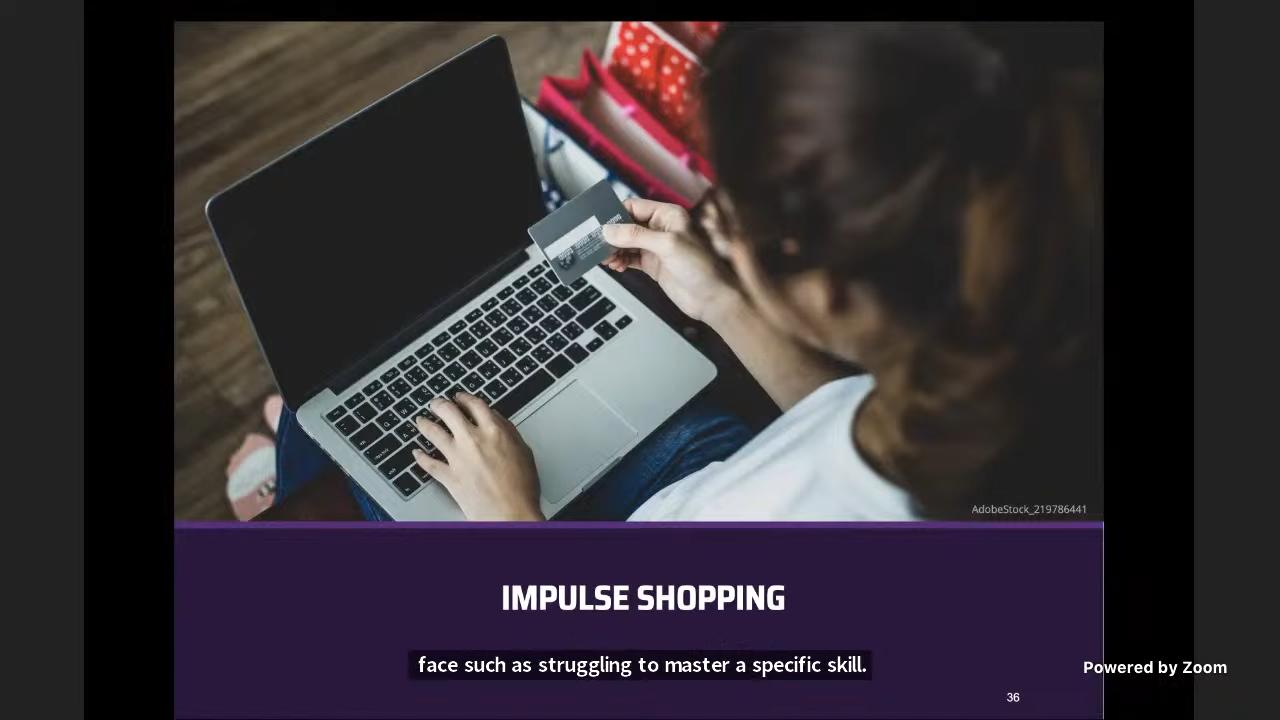 AdobeStock_219786441
IMPULSE SHOPPING
face such as struggling to master a specific skill.
Powered by Zoom
36